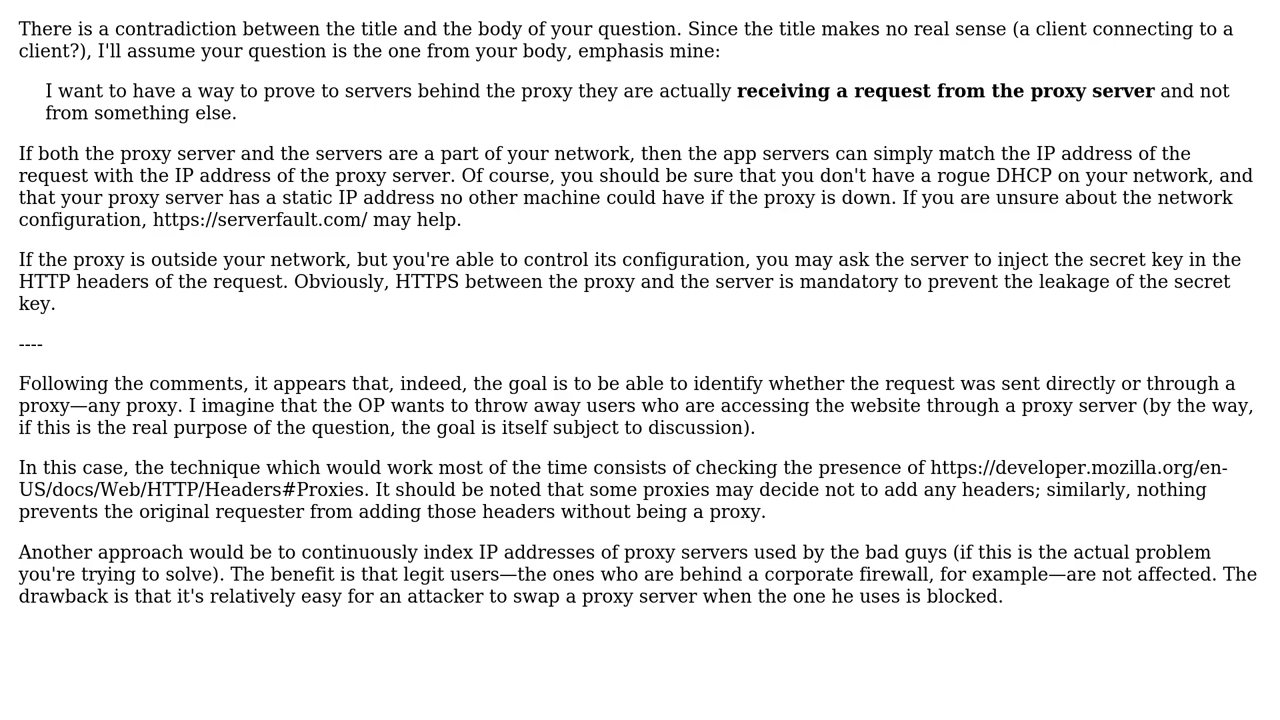 There is a contradiction between the title and the body of your question. Since the title makes no real sense (a client connecting to a
client?), I'll assume your question is the one from your body, emphasis mine:
I want to have a way to prove to servers behind the proxy they are actually receiving a request from the proxy server and not
from something else.
If both the proxy server and the servers are a part of your network, then the app servers can simply match the IP address of the
request with the IP address of the proxy server. Of course, you should be sure that you don't have a rogue DHCP on your network, and
that your proxy server has a static IP address no other machine could have if the proxy is down. If you are unsure about the network
configuration, https://serverfault.com/ may help.
If the proxy is outside your network, but you're able to control its configuration, you may ask the server to inject the secret key in the
HTTP headers of the request. Obviously, HTTPS between the proxy and the server is mandatory to prevent the leakage of the secret
key.
----
Following the comments, it appears that, indeed, the goal is to be able to identify whether the request was sent directly or through a
proxy—any proxy. I imagine that the OP wants to throw away users who are accessing the website through a proxy server (by the way,
if this is the real purpose of the question, the goal is itself subject to discussion).
In this case, the technique which would work most of the time consists of checking the presence of https://developer.mozilla.org/en-
US/docs/Web/HTTP/Headers#Proxies. It should be noted that some proxies may decide not to add any headers; similarly, nothing
prevents the original requester from adding those headers without being a proxy.
Another approach would be to continuously index IP addresses of proxy servers used by the bad guys (if this is the actual problem
you're trying to solve). The benefit is that legit users—the ones who are behind a corporate firewall, for example—are not affected. The
drawback is that it's relatively easy for an attacker to swap a proxy server when the one he uses is blocked.